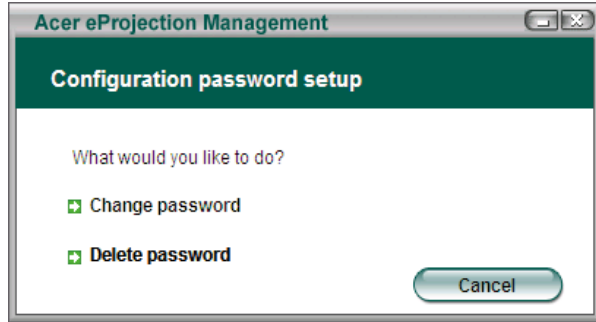 Acer eProjection Management
Configuration password setup
What would you like to do?
Change password
Delete password
Cancel